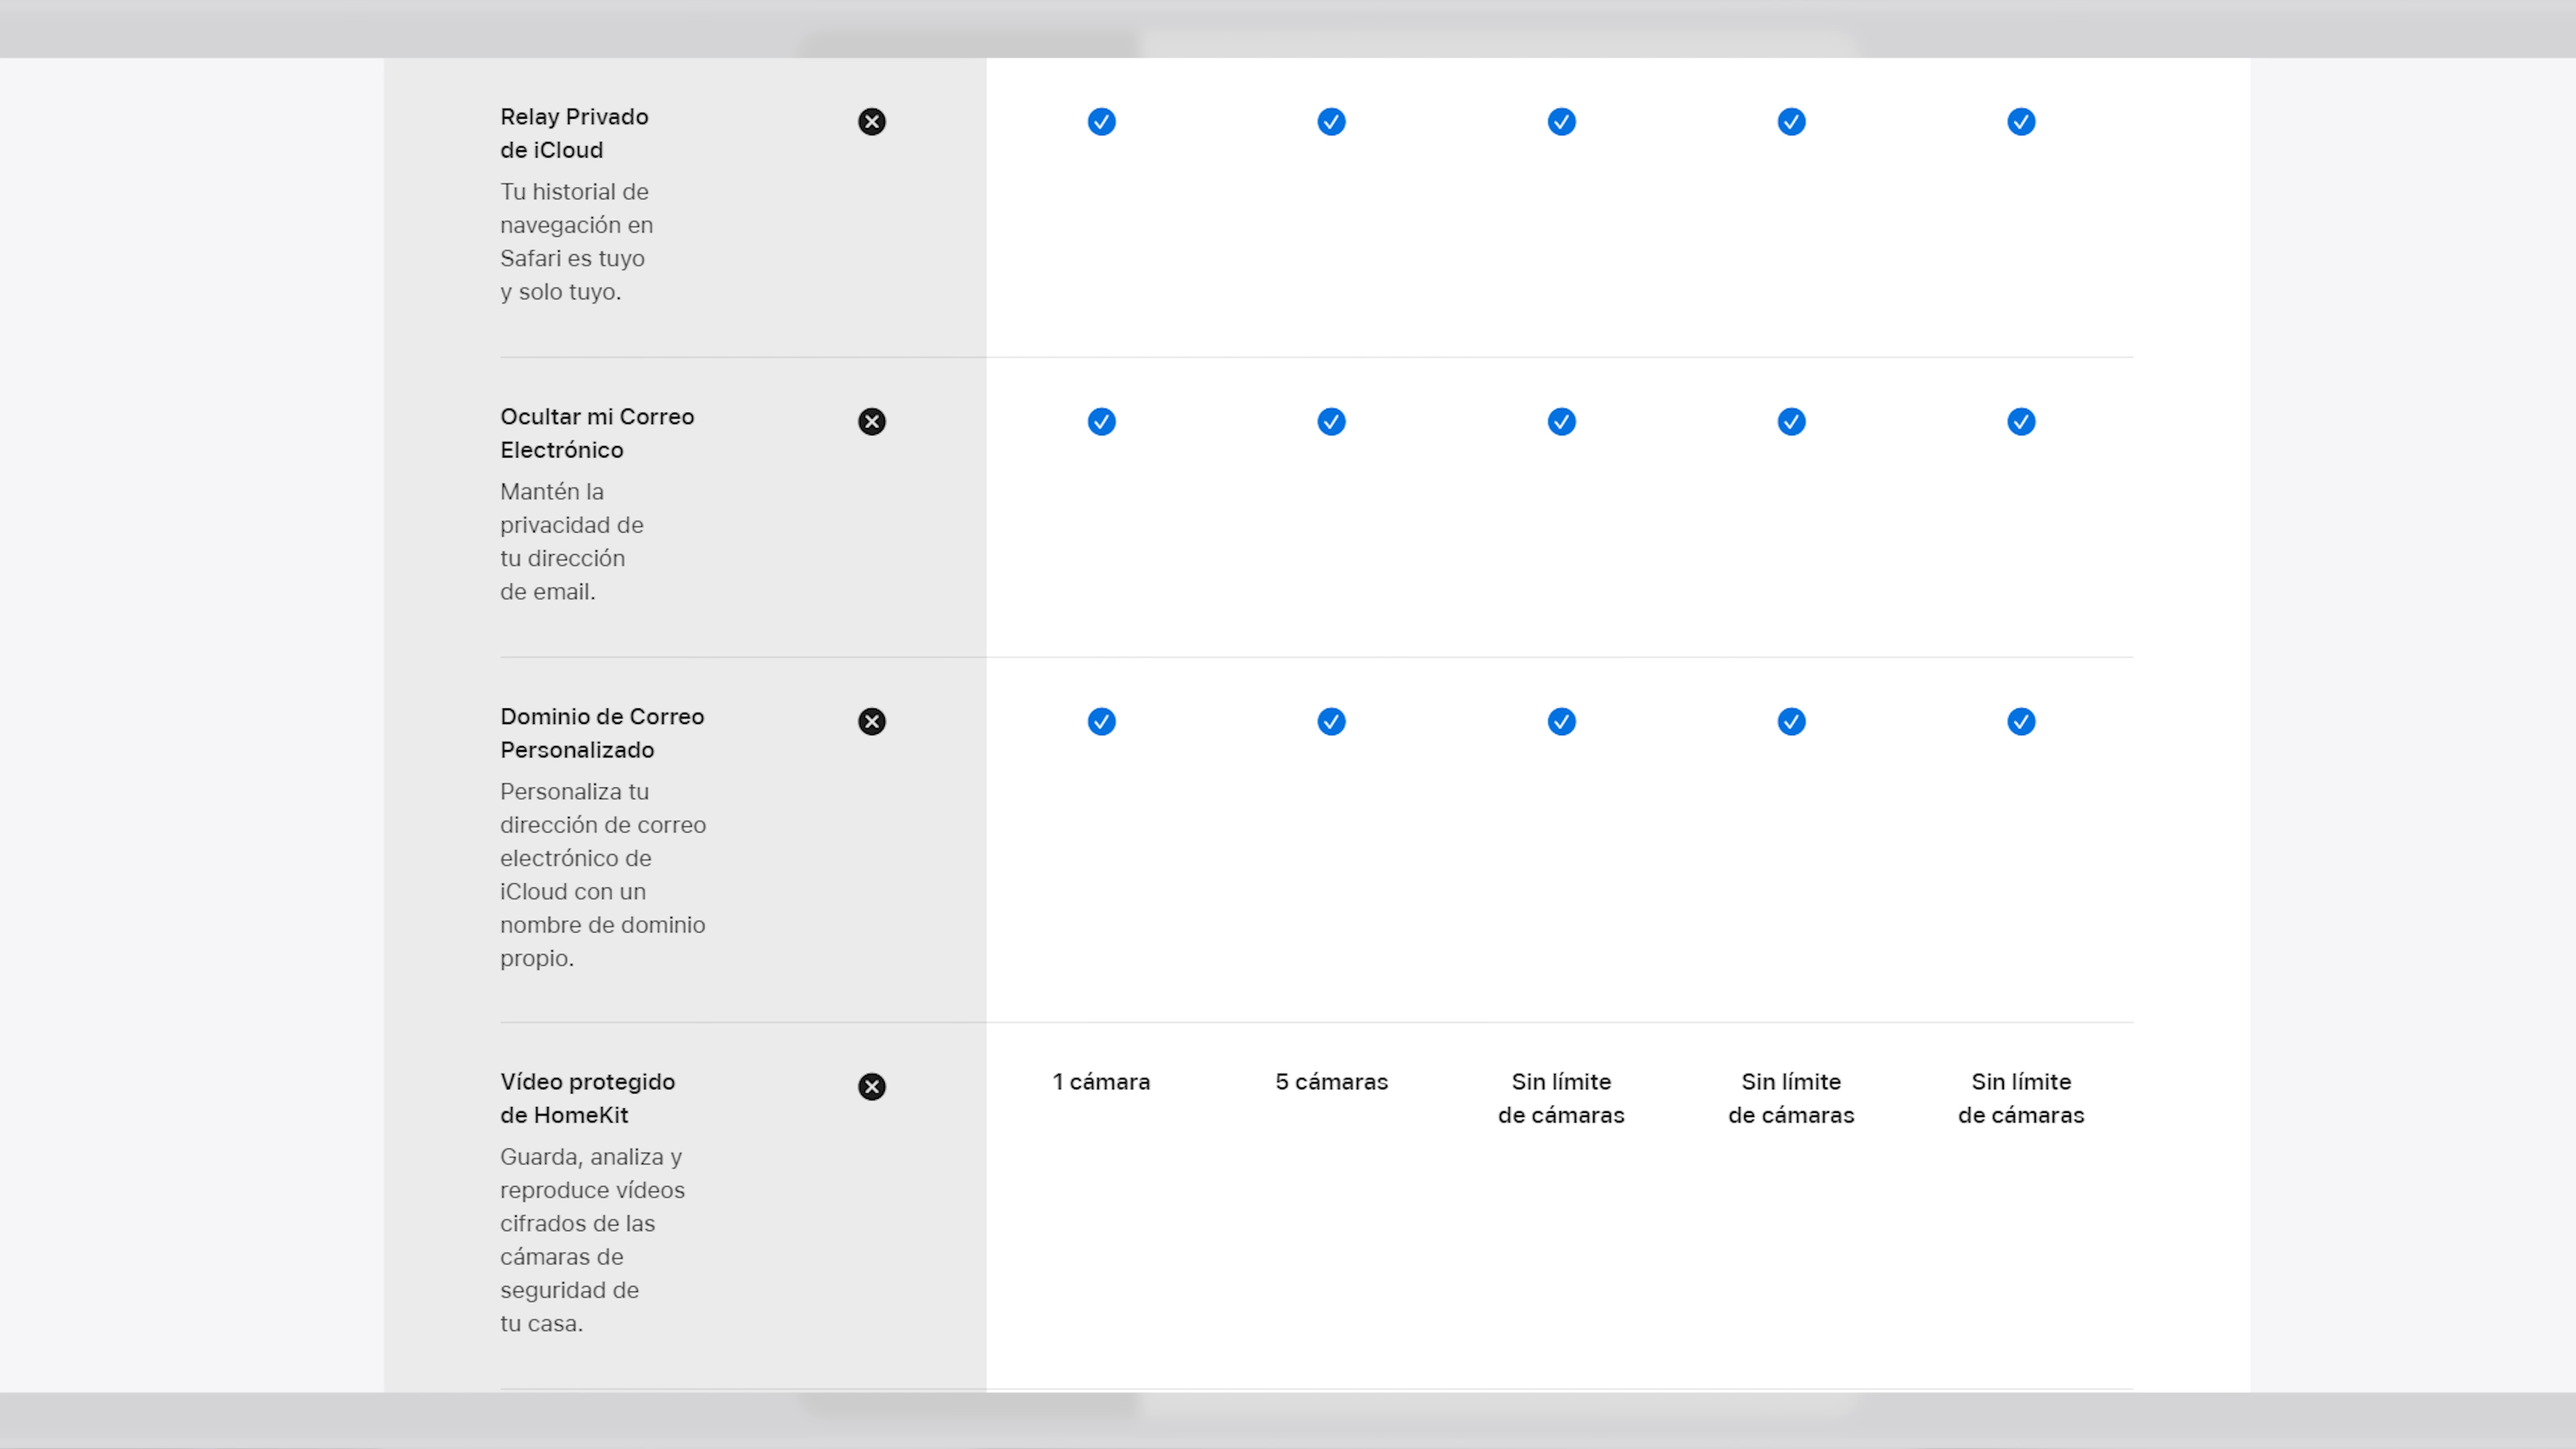 Relay Privado
de iCloud
Tu historial de
navegación en
Safari es tuyo
y solo tuyo.
Ocultar mi Correo
Electrónico
Mantén la
privacidad de
tu dirección
de email.
Dominio de Correo
Personalizado
Personaliza tu
dirección de correo
electrónico de
iCloud con un
nombre de dominio
propio.
Vídeo protegido
de HomeKit
Guarda, analiza y
reproduce vídeos
cifrados de las
cámaras de
seguridad de
tu casa.
1 cámara
5 cámaras
Sin límite
de cámaras
Sin límite
de cámaras
Sin límite
de cámaras